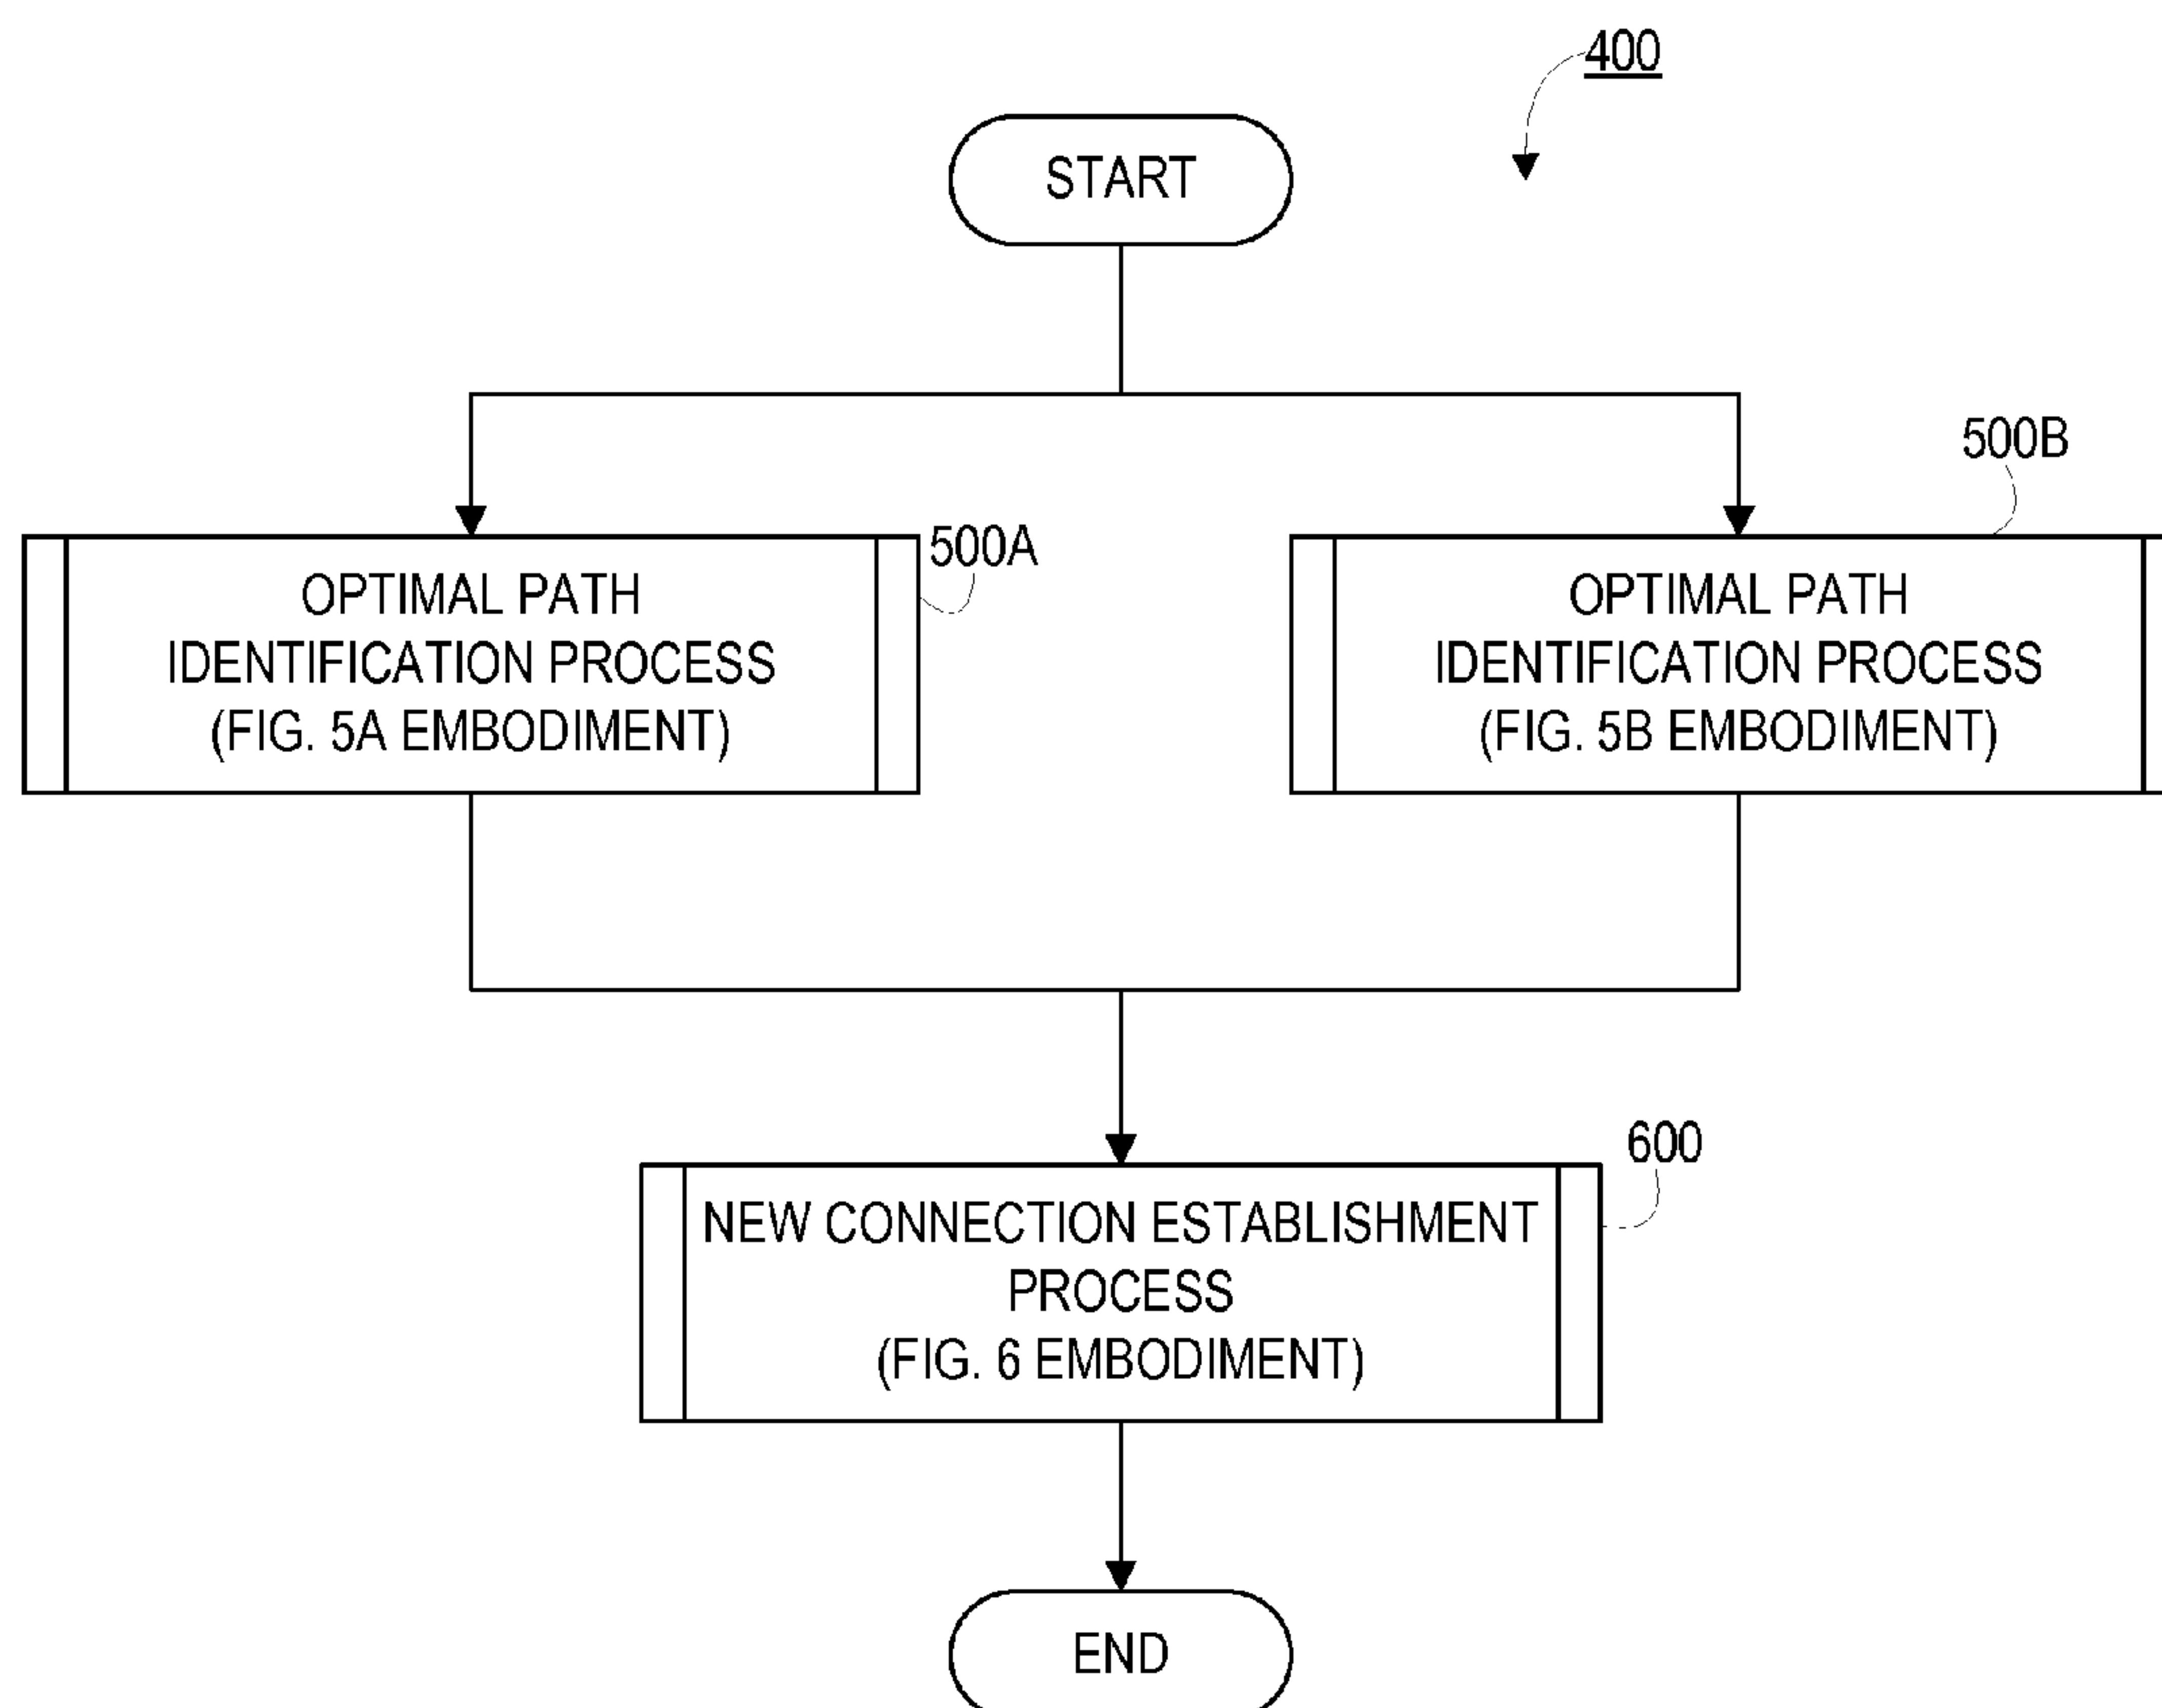 400
START
500B
500A
OPTIMAL PATH
IDENTIFICATION PROCESS
(FIG. 5A EMBODIMENT)
OPTIMAL PATH
IDENTIFICATION PROCESS
(FIG. 5B EMBODIMENT)
600
NEW CONNECTION ESTABLISHMENT
PROCESS
(FIG. 6 EMBODIMENT)
END